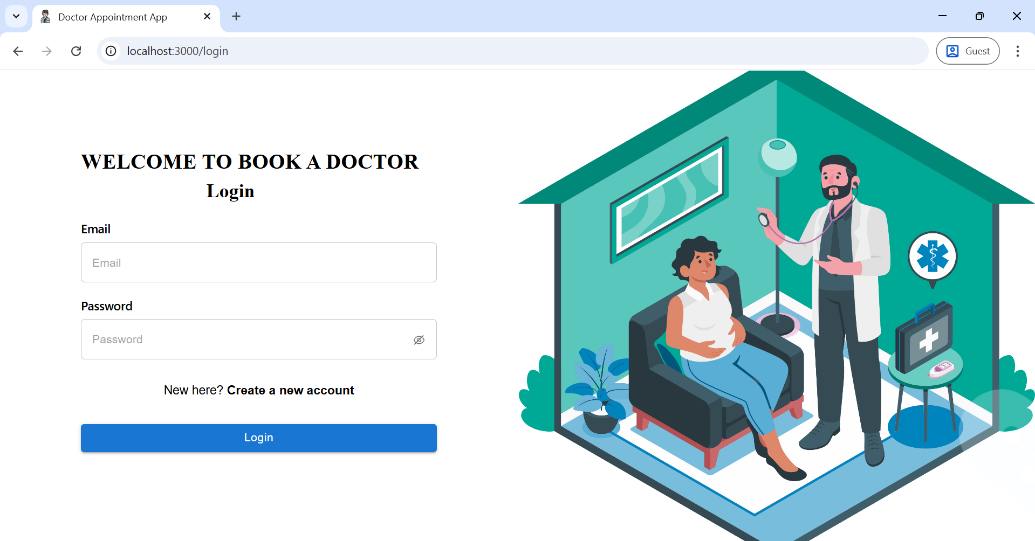 Doctor Appointment App
localhost:3000/login
Guest
WELCOME TO BOOK A DOCTOR
Login
Email
Email
Password
Password
New here? Create a new account
Login